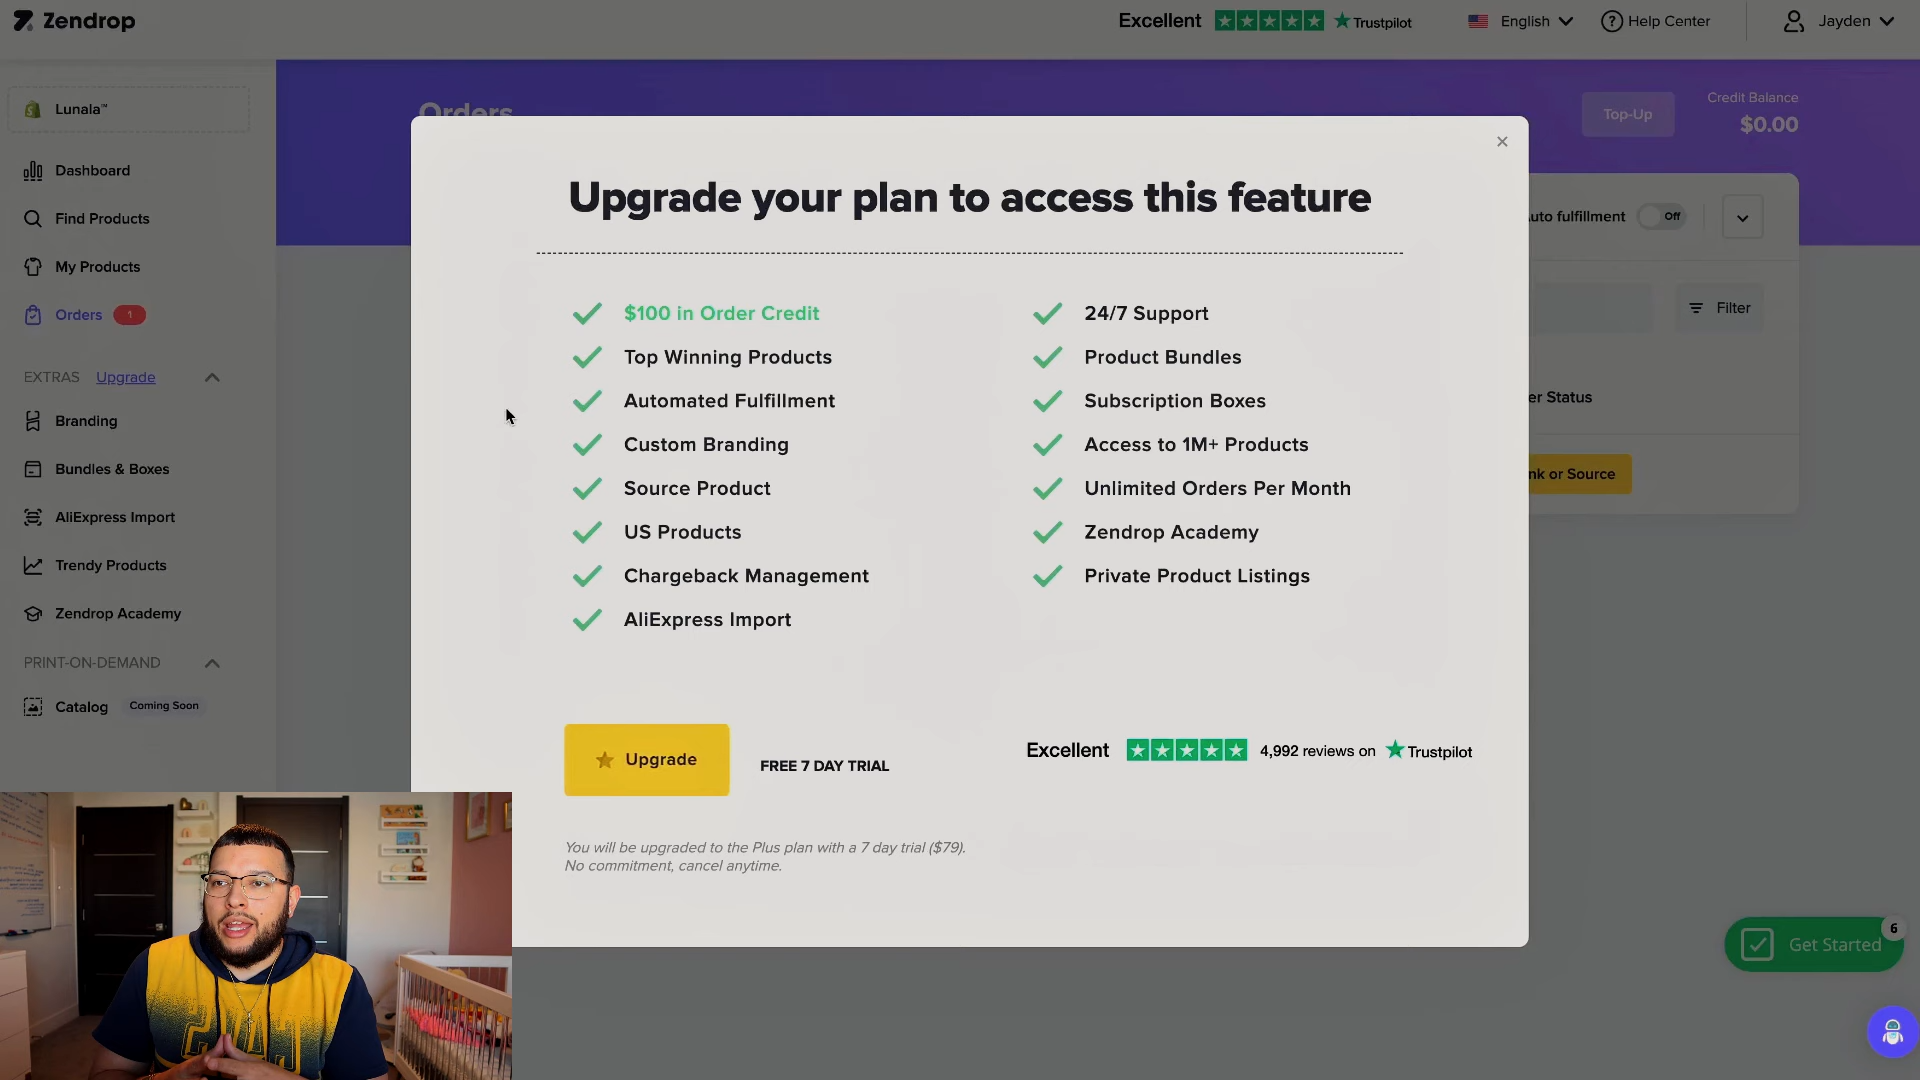 Zendrop
Excellent
Trustpilot
English
Help Center
Jayden
Lunala™
Dashboard
Find Products
My Products
Orders 1
EXTRAS Upgrade
Branding
Bundles & Boxes
AliExpress Import
Trendy Products
Zendrop Academy
PRINT-ON-DEMAND
Catalog Coming Soon
Orders
Top-Up
Credit Balance
$0.00
uto fulfillment Off
Filter
er Status
nk or Source
Upgrade your plan to access this feature
$100 in Order Credit
Top Winning Products
Automated Fulfillment
Custom Branding
Source Product
US Products
Chargeback Management
AliExpress Import
24/7 Support
Product Bundles
Subscription Boxes
Access to 1M+ Products
Unlimited Orders Per Month
Zendrop Academy
Private Product Listings
Upgrade
FREE 7 DAY TRIAL
Excellent
4,992 reviews on Trustpilot
You will be upgraded to the Plus plan with a 7 day trial ($79).
No commitment, cancel anytime.
Get Started 6